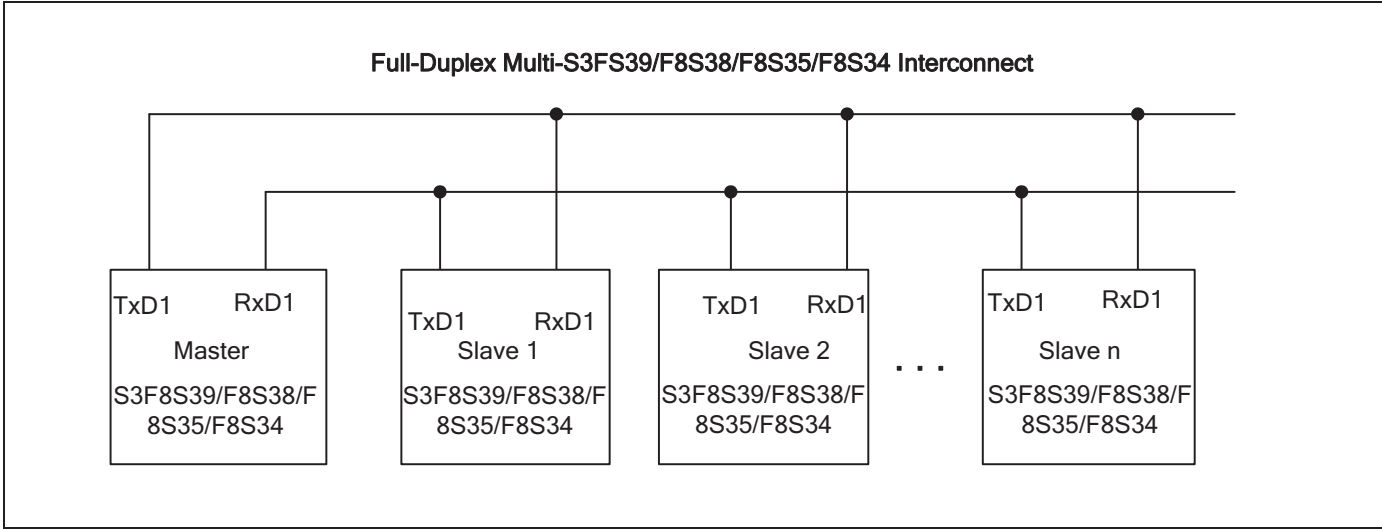 Full-Duplex Multi-S3FS39/F8S38/F8S35/F8S34 Interconnect
TxD1 RxD1
Master
S3F8S39/F8S38/F
8S35/F8S34
TxD1 RxD1
Slave 1
S3F8S39/F8S38/F
8S35/F8S34
TxD1 RxD1
Slave 2
S3F8S39/F8S38/F
8S35/F8S34
. . .
TxD1 RxD1
Slave n
S3F8S39/F8S38/F
8S35/F8S34